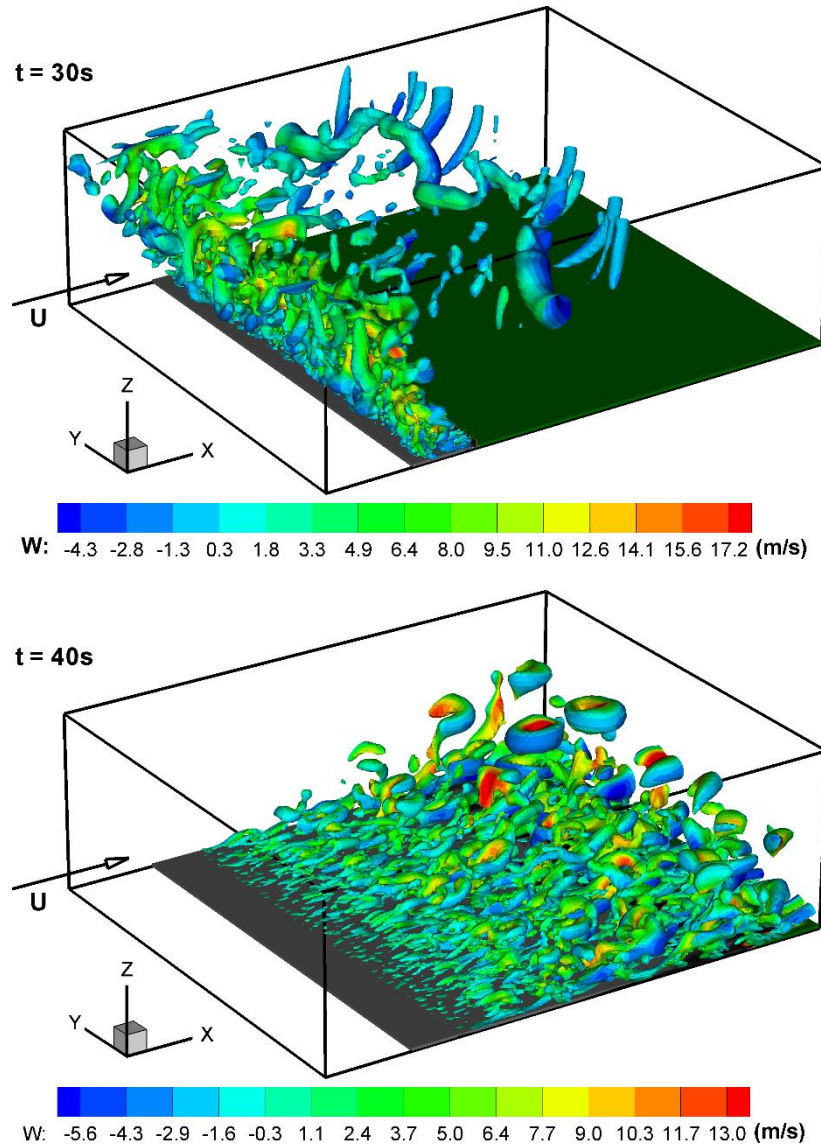 t = 30s
U
Z
Y
X
W: -4.3 -2.8 -1.3 0.3 1.8 3.3 4.9 6.4 8.0 9.5 11.0 12.6 14.1 15.6 17.2 (m/s)
t = 40s
U
Z
Y
X
W: -5.6 -4.3 -2.9 -1.6 -0.3 1.1 2.4 3.7 5.0 6.4 7.7 9.0 10.3 11.7 13.0 (m/s)